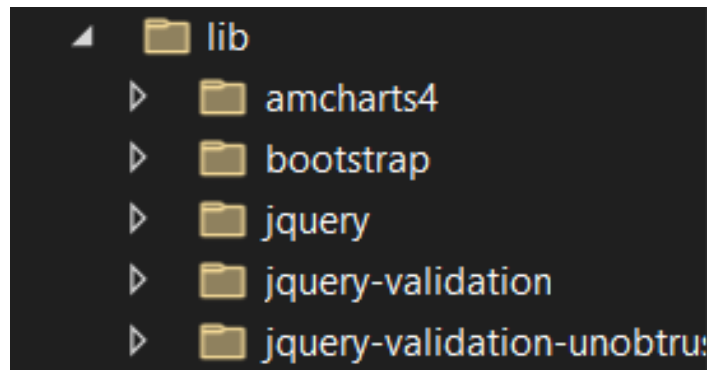 lib
amcharts4
bootstrap
jquery
jquery-validation
jquery-validation-unobtrus